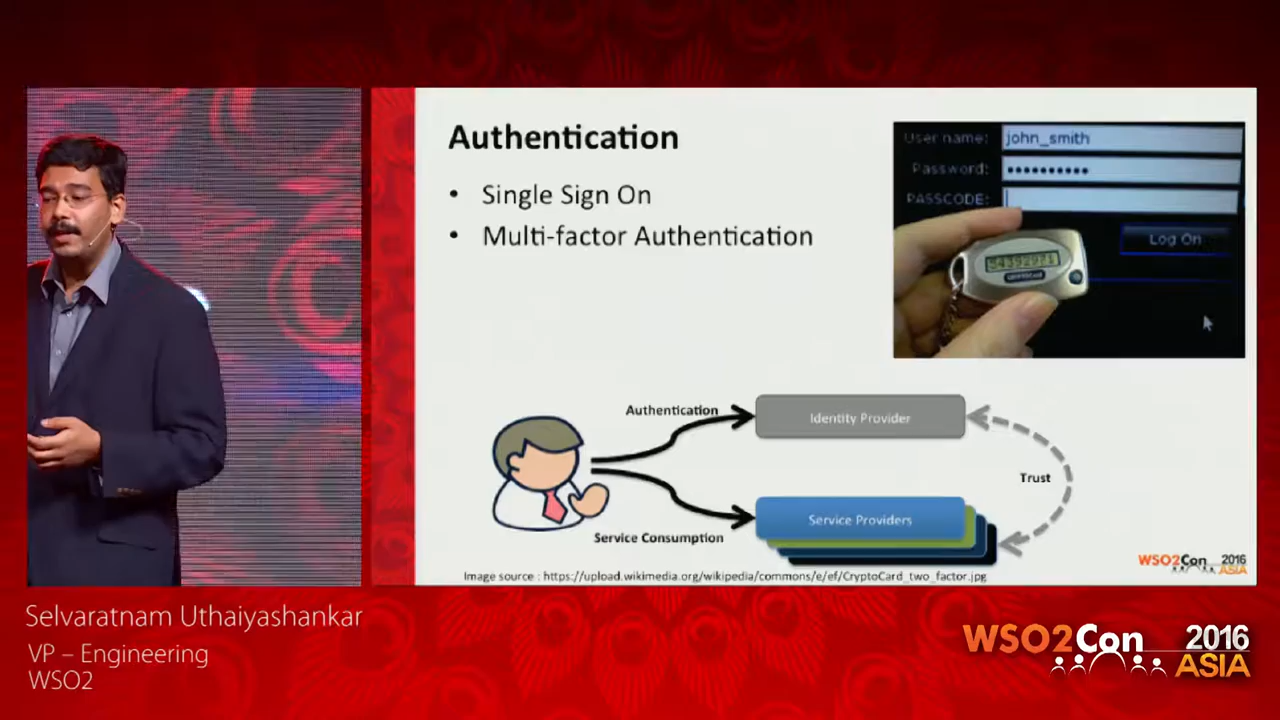 Authentication
• Single Sign On
• Multi-factor Authentication
User name: john_smith
Password: ••••••••••
PASSCODE:
Log On
CRYPTOCard
Authentication
Identity Provider
Trust
Service Providers
Service Consumption
WSO2Con 2016
ASIA
Image source : https://upload.wikimedia.org/wikipedia/commons/e/ef/CryptoCard_two_factor.jpg
Selvaratnam Uthaiyashankar
VP – Engineering
WSO2
WSO2Con 2016
ASIA